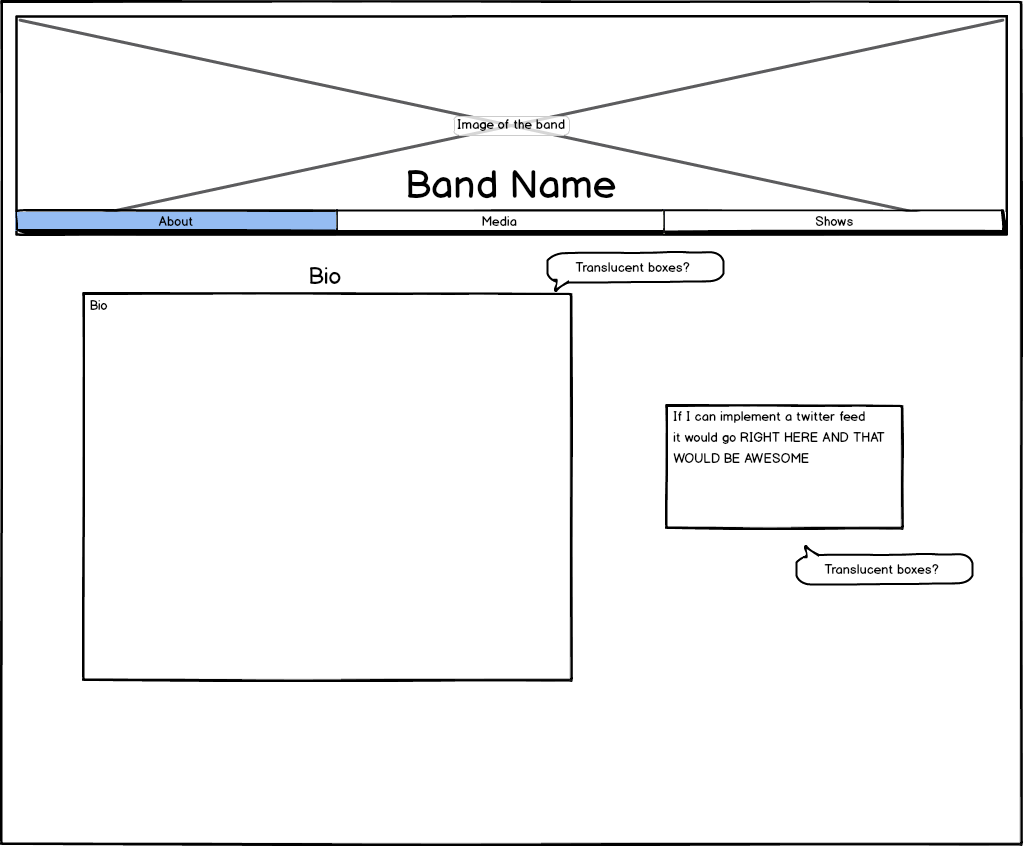 Image of the band
Band Name
About
Media
Shows
Translucent boxes?
Bio
Bio
If I can implement a twitter feed
it would go RIGHT HERE AND THAT
WOULD BE AWESOME
Translucent boxes?